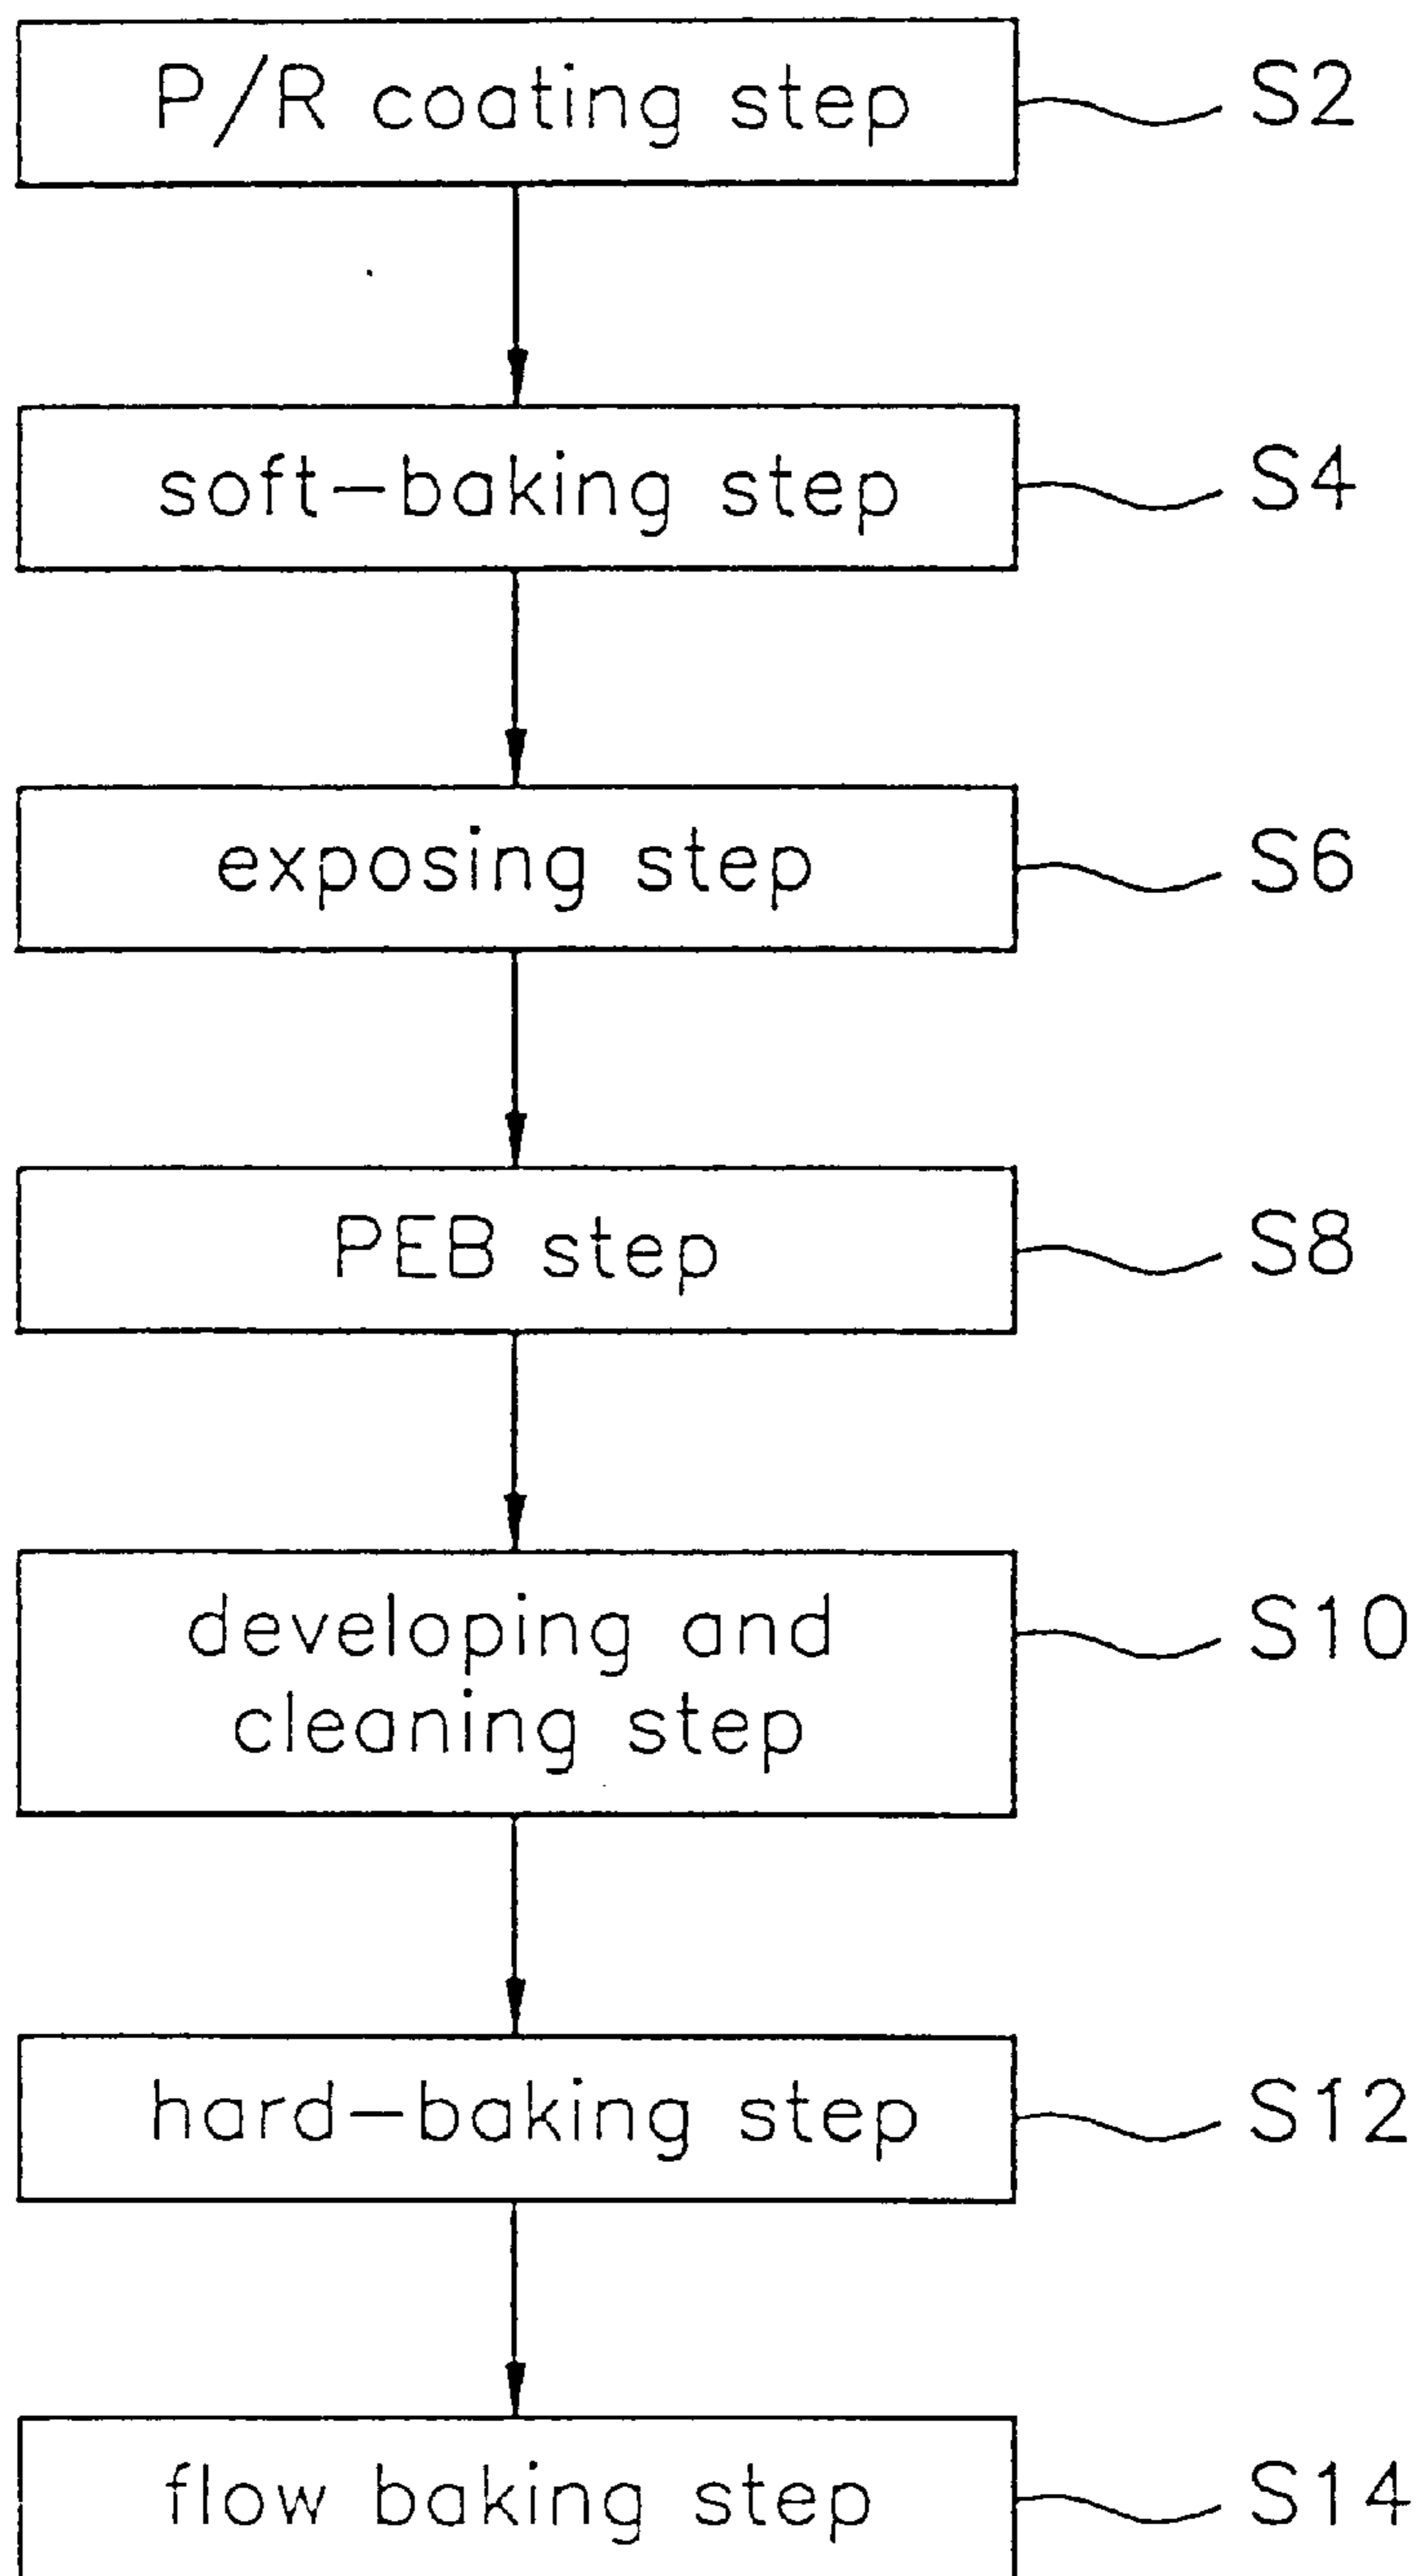 P/R coating step S2
soft-baking step S4
exposing step S6
PEB step S8
developing and S10
cleaning step
hard-baking step S12
flow baking step S14